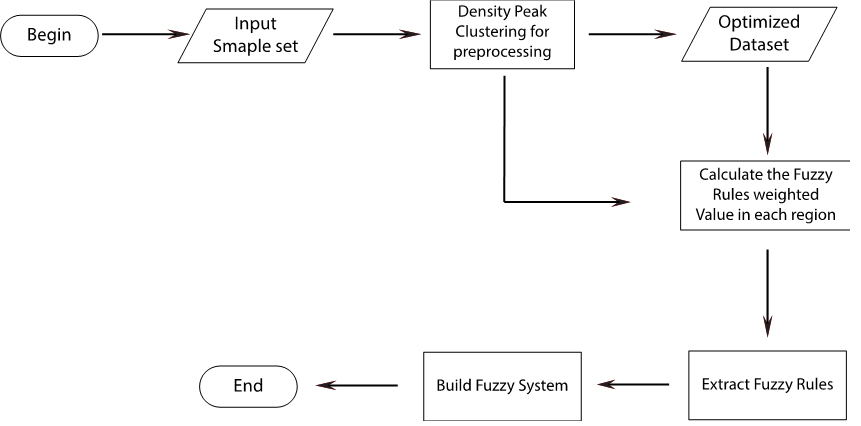 Begin
Input
Smaple set
Density Peak
Clustering for
preprocessing
Optimized
Dataset
Calculate the Fuzzy
Rules weighted
Value in each region
Extract Fuzzy Rules
Build Fuzzy System
End